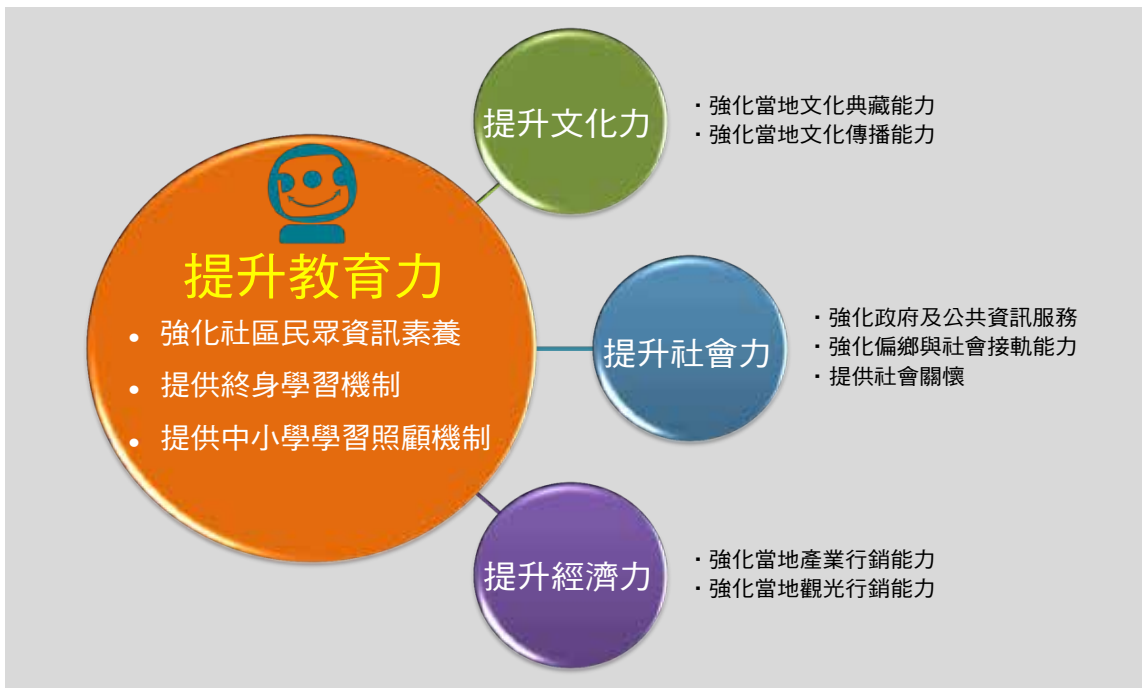 提升教育力
• 強化社區民眾資訊素養
• 提供終身學習機制
• 提供中小學學習照顧機制
提升文化力
・強化當地文化典藏能力
・強化當地文化傳播能力
提升社會力
・強化政府及公共資訊服務
・強化偏鄉與社會接軌能力
・提供社會關懷
提升經濟力
・強化當地產業行銷能力
・強化當地觀光行銷能力